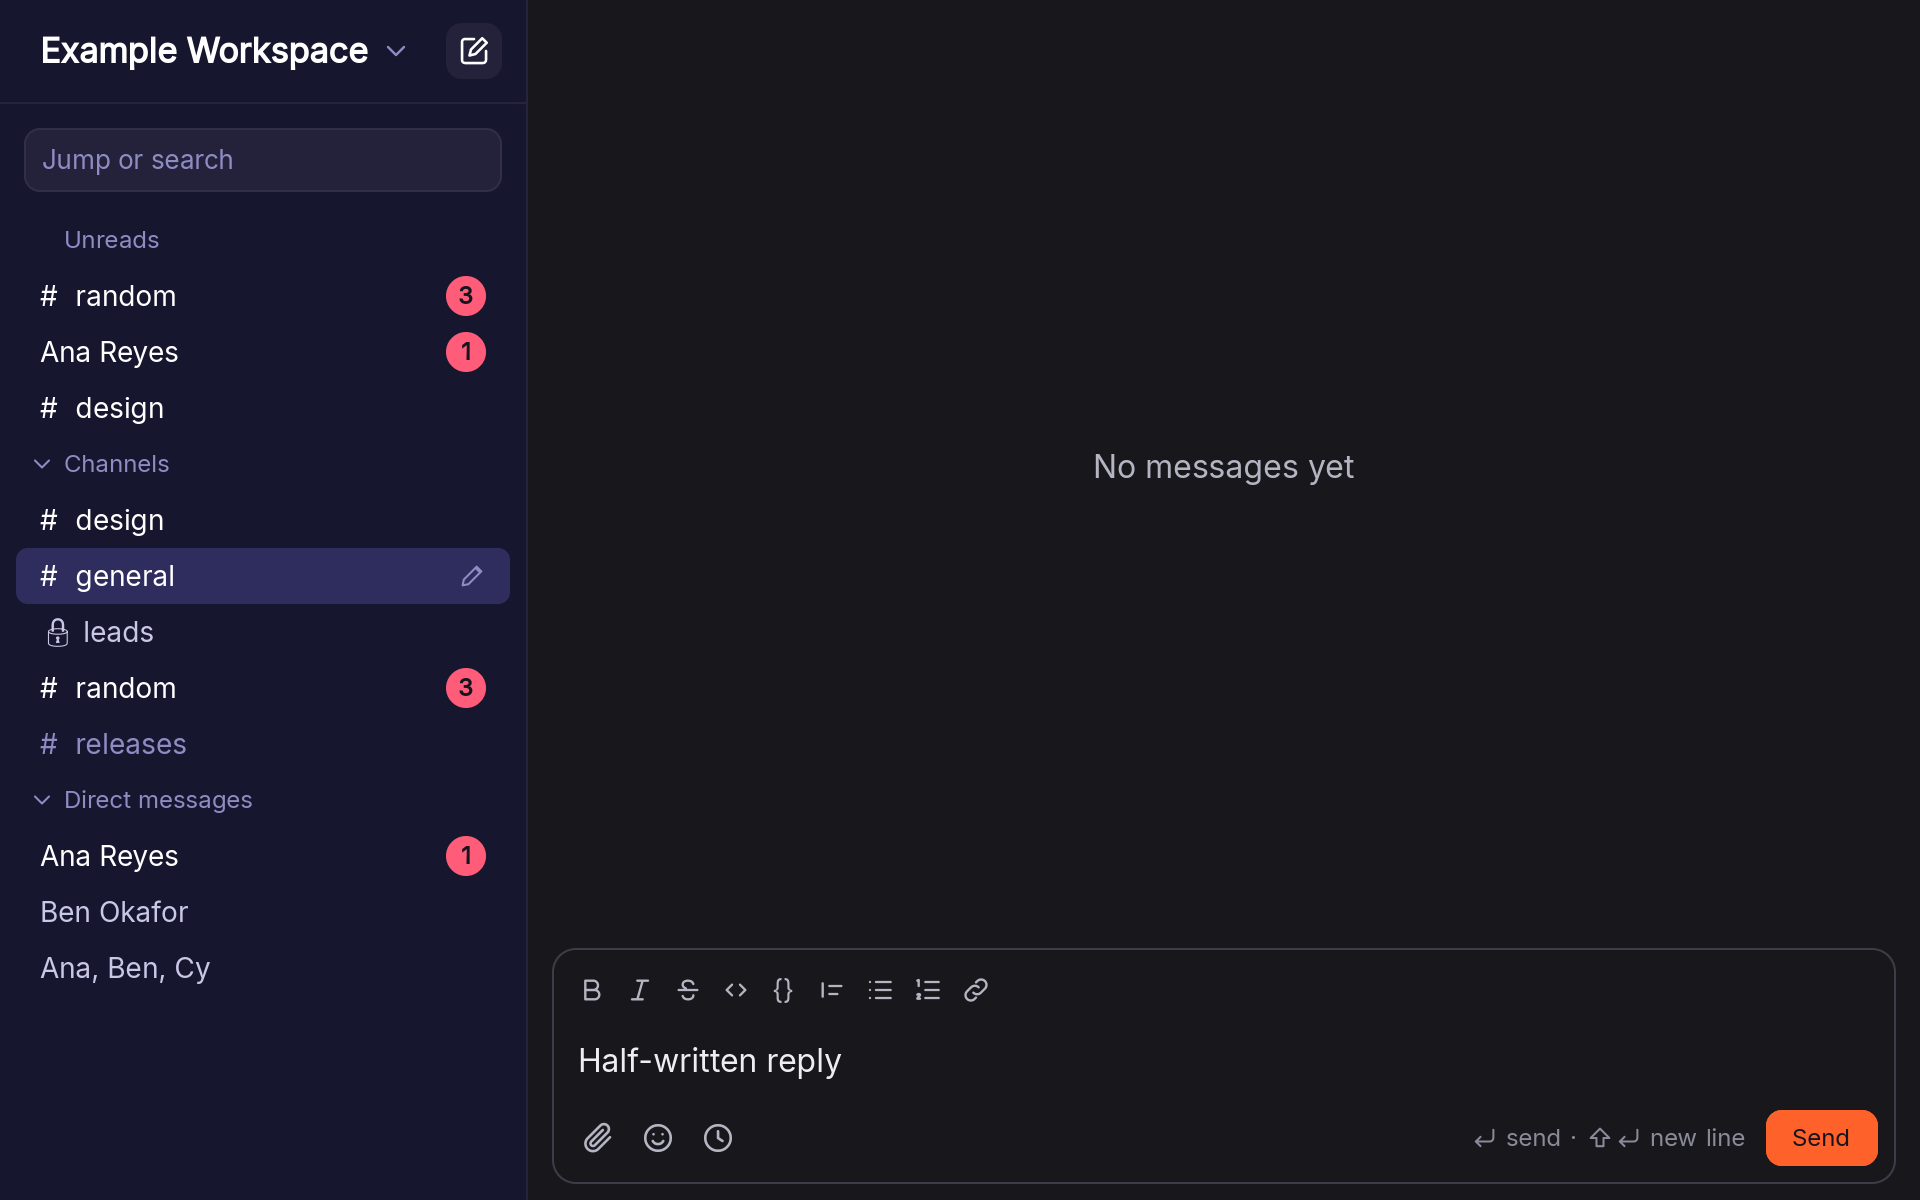 Example Workspace
Jump or search
Unreads
# random 3
Ana Reyes 1
# design
Channels
# design
# general
leads
# random 3
# releases
Direct messages
Ana Reyes 1
Ben Okafor
Ana, Ben, Cy
No messages yet
Half-written reply
send · new line Send